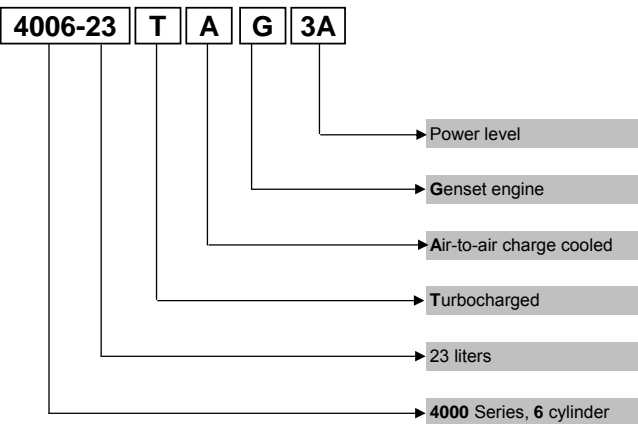 4006-23 T A G 3A
Power level
Genset engine
Air-to-air charge cooled
Turbocharged
23 liters
4000 Series, 6 cylinder